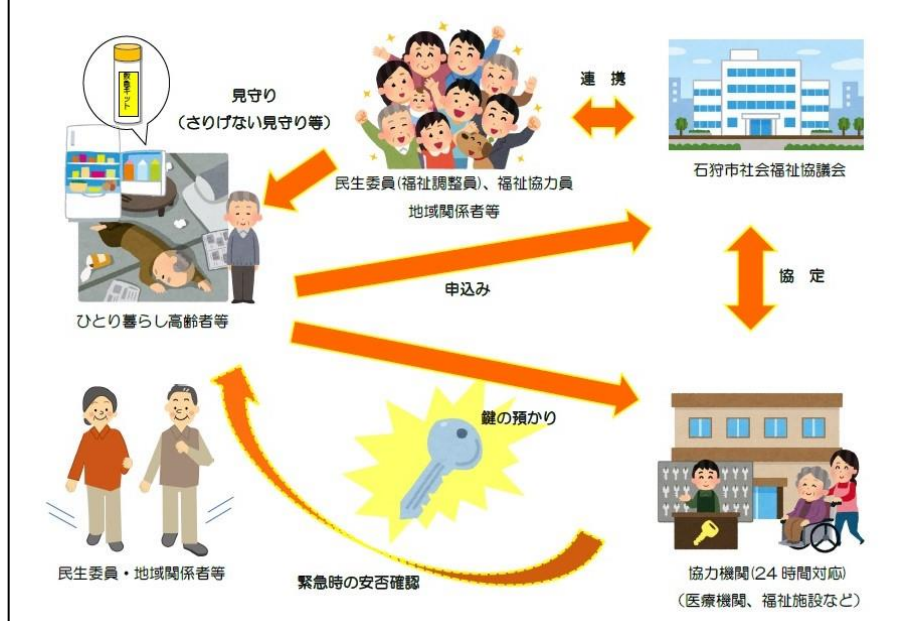 救急キット
見守り
（さりげない見守り等）
連　携
民生委員(福祉調整員)、福祉協力員
地域関係者等
石狩市社会福祉協議会
申込み
協　定
ひとり暮らし高齢者等
鍵の預かり
民生委員・地域関係者等
緊急時の安否確認
協力機関(24 時間対応)
（医療機関、福祉施設など）